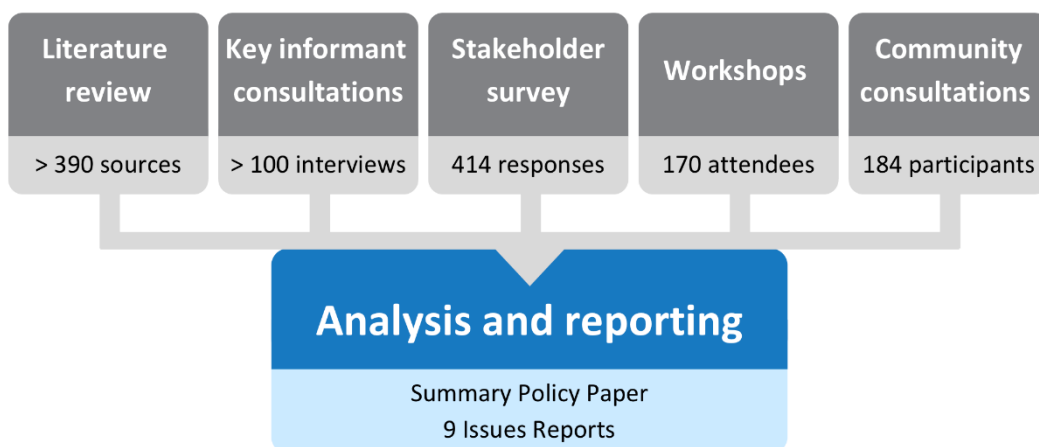 Literature
review
> 390 sources
Key informant
consultations
> 100 interviews
Stakeholder
survey
414 responses
Workshops
170 attendees
Community
consultations
184 participants
Analysis and reporting
Summary Policy Paper
9 Issues Reports